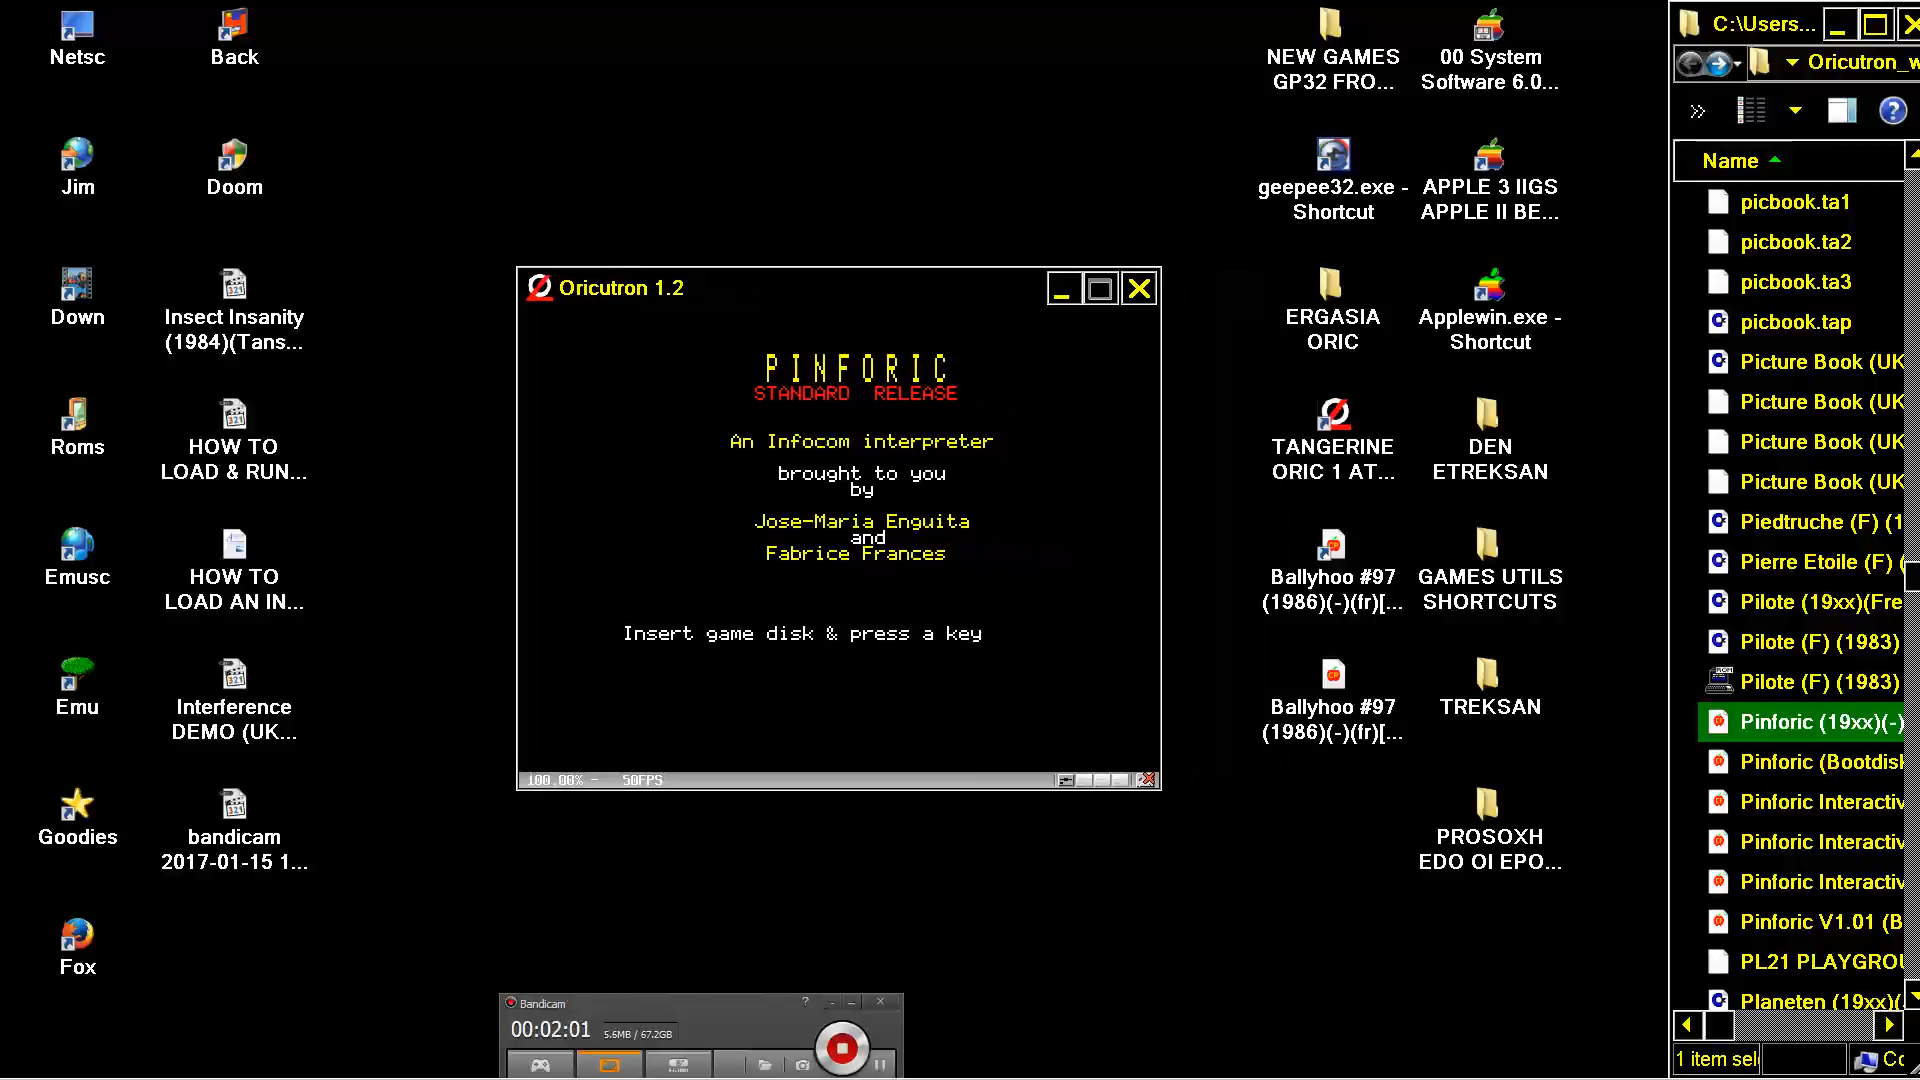 Netsc
Back
Jim
Doom
Down
Insect Insanity
(1984)(Tans...
Roms
HOW TO
LOAD & RUN...
Emusc
HOW TO
LOAD AN IN...
Emu
Interference
DEMO (UK...
Goodies
bandicam
2017-01-15 1...
Fox
Oricutron 1.2
PINFORIC
STANDARD RELEASE
An Infocom interpreter
brought to you
by
Jose-Maria Enguita
and
Fabrice Frances
Insert game disk & press a key
100.00% - 50FPS
Bandicam
00:02:01
5.6MB / 67.2GB
NEW GAMES
GP32 FRO...
00 System
Software 6.0...
geepee32.exe -
Shortcut
APPLE 3 IIGS
APPLE II BE...
ERGASIA
ORIC
Applewin.exe -
Shortcut
TANGERINE
ORIC 1 AT...
DEN
ETREKSAN
Ballyhoo #97
(1986)(-)(fr)[...
GAMES UTILS
SHORTCUTS
Ballyhoo #97
(1986)(-)(fr)[...
TREKSAN
PROSOXH
EDO OI EPO...
C:\Users...
Oricutron_w
Name
picbook.ta1
picbook.ta2
picbook.ta3
picbook.tap
Picture Book (UK
Picture Book (UK
Picture Book (UK
Picture Book (UK
Piedtruche (F) (1
Pierre Etoile (F) (
Pilote (19xx)(Fre
Pilote (F) (1983)
Pilote (F) (1983)
Pinforic (19xx)(-)
Pinforic (Bootdisk
Pinforic Interactiv
Pinforic Interactiv
Pinforic Interactiv
Pinforic V1.01 (B
PL21 PLAYGROU
Planeten (19xx)(
1 item sel
Co